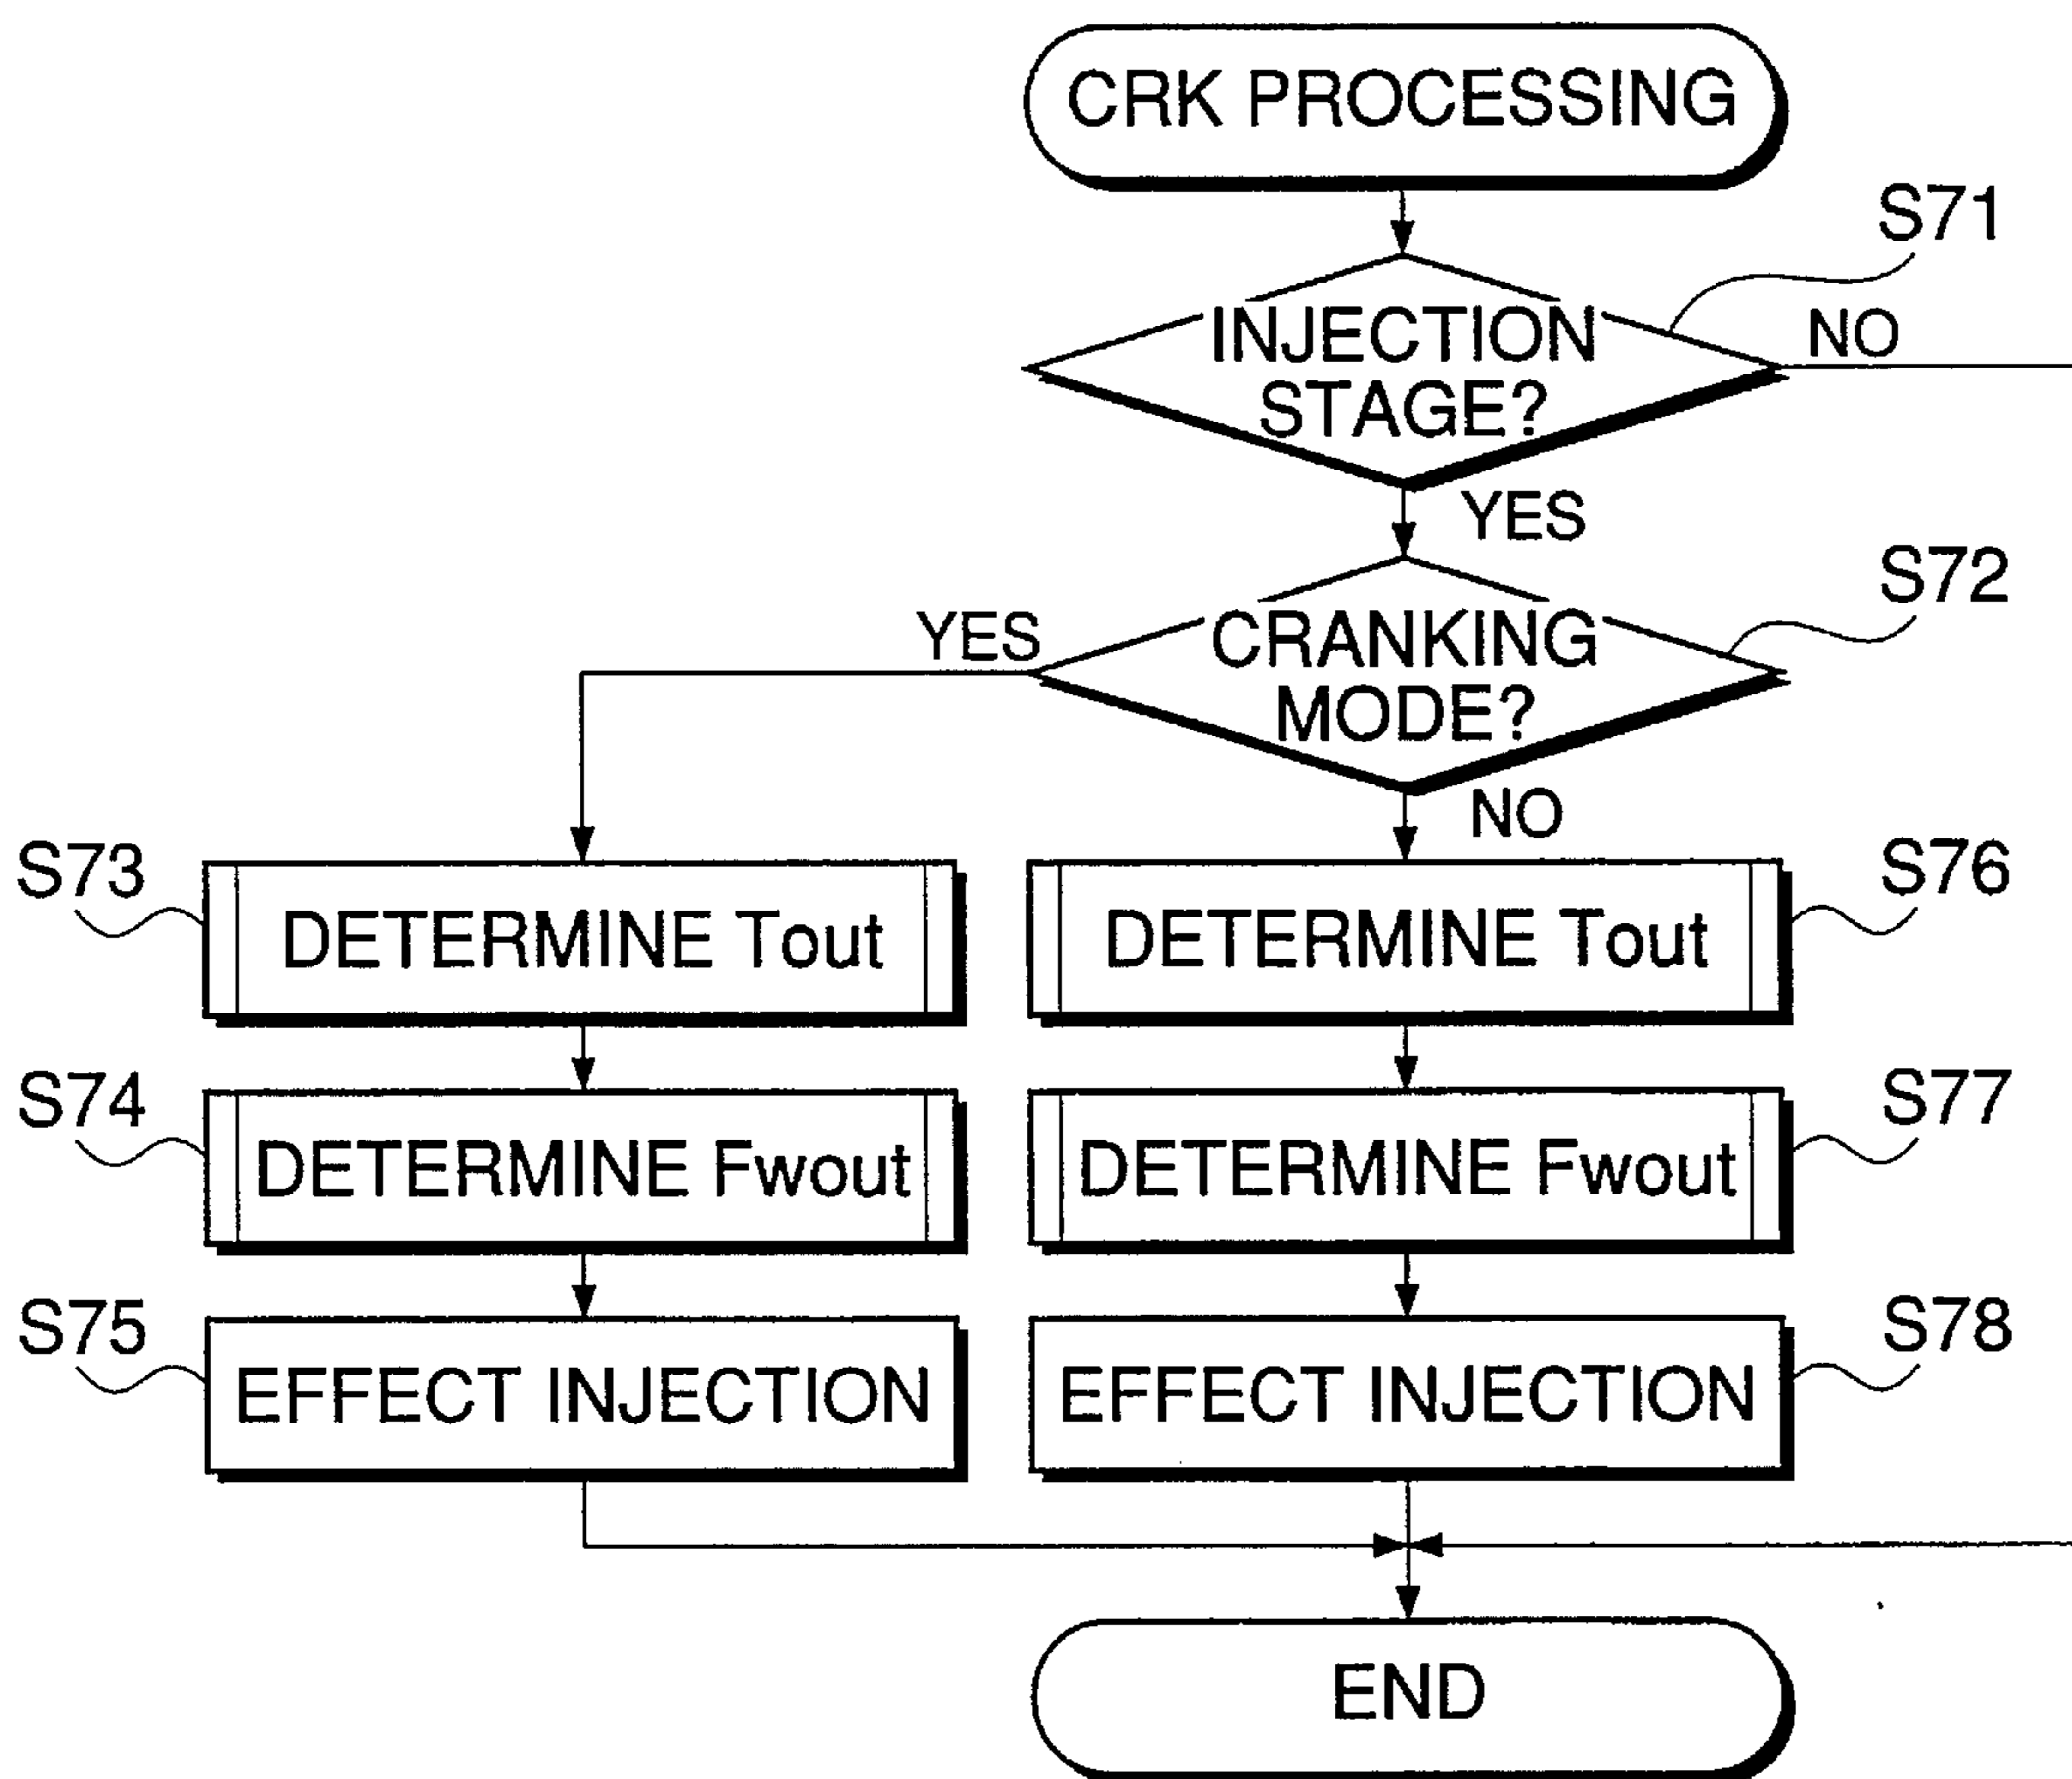 CRK PROCESSING
S71
INJECTION
STAGE?
NO
YES
S72
CRANKING
MODE?
YES
NO
S73
DETERMINE Tout
S76
DETERMINE Tout
S74
DETERMINE Fwout
S77
DETERMINE Fwout
S75
EFFECT INJECTION
S78
EFFECT INJECTION
END